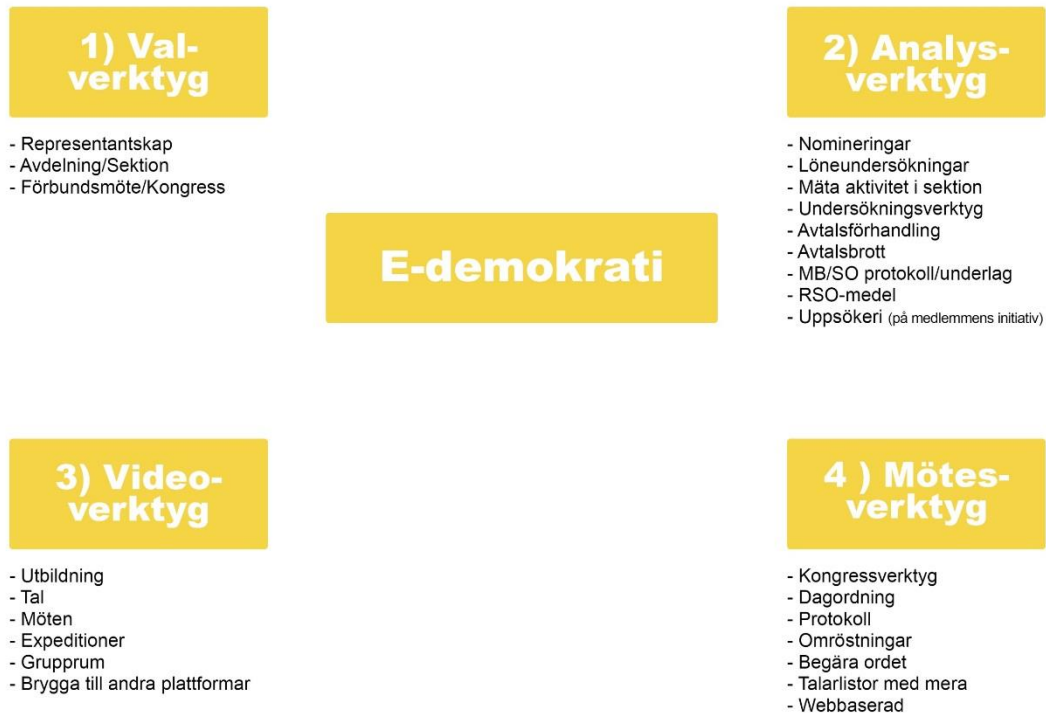 1) Val-
verktyg
- Representantskap
- Avdelning/Sektion
- Förbundsmöte/Kongress
2) Analys-
verktyg
- Nomineringar
- Löneundersökningar
- Mäta aktivitet i sektion
- Undersökningsverktyg
- Avtalsförhandling
- Avtalsbrott
- MB/SO protokoll/underlag
- RSO-medel
- Uppsökeri (på medlemmens initiativ)
E-demokrati
3) Video-
verktyg
- Utbildning
- Tal
- Möten
- Expeditioner
- Grupprum
- Brygga till andra plattformar
4 ) Mötes-
verktyg
- Kongressverktyg
- Dagordning
- Protokoll
- Omröstningar
- Begära ordet
- Talarlistor med mera
- Webbaserad